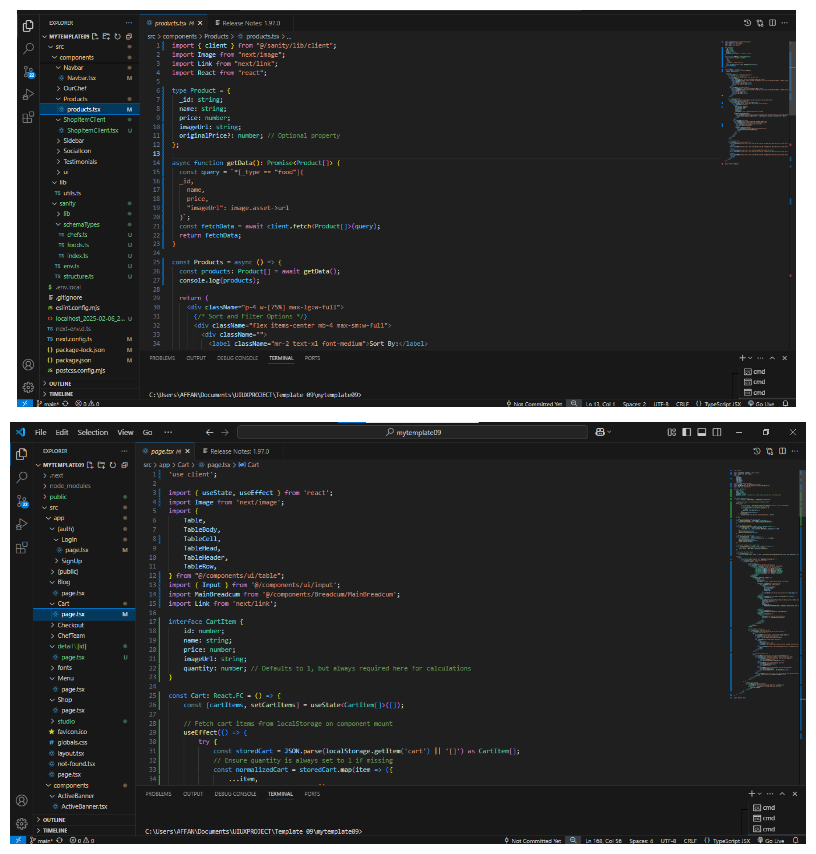 EXPLORER ...
products.tsx M
Release Notes: 1.97.0
MYTEMPLATE09
src > components > Products > products.tsx > ...
src
components
Navbar
Navbar.tsx M
OurChef
Products
products.tsx M
ShopItemClient
ShopItemClient.tsx U
Sidebar
SocialIcon
Testimonials
ui
lib
utils.ts
sanity
lib
schemaTypes
chefs.ts U
foods.ts U
index.ts U
env.ts U
structure.ts U
.env.local
.gitignore
eslint.config.mjs
localhost_2025-02-06_2... U
next-env.d.ts
next.config.ts M
package-lock.json M
package.json M
postcss.config.mjs
OUTLINE
TIMELINE
1 import { client } from "@/sanity/lib/client";
2 import Image from "next/image";
3 import Link from "next/link";
4 import React from "react";
5
6 type Product = {
7 _id: string;
8 name: string;
9 price: number;
10 imageUrl: string;
11 originalPrice?: number; // Optional property
12 };
13
14 async function getData(): Promise<Product[]> {
15 const query = `*[_type == "food"]{
16 _id,
17 name,
18 price,
19 "imageUrl": image.asset->url
20 }`;
21 const fetchData = await client.fetch<Product[]>(query);
22 return fetchData;
23 }
24
25 const Products = async () => {
26 const products: Product[] = await getData();
27 console.log(products);
28
29 return (
30 <div className="p-4 w-[75%] max-lg:w-full">
31 {/* Sort and Filter Options */}
32 <div className="flex items-center mb-4 max-sm:w-full">
33 <div className="">
34 <label className="mr-2 text-xl font-medium">Sort By:</label>
PROBLEMS OUTPUT DEBUG CONSOLE TERMINAL PORTS
cmd
cmd
cmd
C:\Users\AFFAN\Documents\UIUXPROJECT\Template 09\mytemplate09>
main* 0 0 Not Committed Yet Ln 13, Col 1 Spaces: 2 UTF-8 CRLF TypeScript JSX Go Live
File Edit Selection View Go ... mytemplate09
EXPLORER ...
page.tsx M
Release Notes: 1.97.0
MYTEMPLATE09
src > app > Cart > page.tsx > Cart
.next
node_modules
public
src
app
(auth)
Login
page.tsx M
SignUp
(public)
Blog
page.tsx
Cart
page.tsx M
Checkout
ChefTeam
detail\[id]
page.tsx U
fonts
Menu
page.tsx
Shop
page.tsx
studio
favicon.ico
globals.css
layout.tsx
not-found.tsx
page.tsx
components
ActiveBanner
ActiveBanner.tsx
OUTLINE
TIMELINE
1 'use client';
2
3 import { useState, useEffect } from 'react';
4 import Image from 'next/image';
5 import {
6 Table,
7 TableBody,
8 TableCell,
9 TableHead,
10 TableHeader,
11 TableRow,
12 } from "@/components/ui/table";
13 import { Input } from '@/components/ui/input';
14 import MainBreadcum from '@/components/Breadcum/MainBreadcum';
15 import Link from 'next/link';
16
17 interface CartItem {
18 id: number;
19 name: string;
20 price: number;
21 imageUrl: string;
22 quantity: number; // Defaults to 1, but always required here for calculations
23 }
24
25 const Cart: React.FC = () => {
26 const [cartItems, setCartItems] = useState<CartItem[]>([]);
27
28 // Fetch cart items from localStorage on component mount
29 useEffect(() => {
30 try {
31 const storedCart = JSON.parse(localStorage.getItem('cart') || '[]') as CartItem[];
32 // Ensure quantity is always set to 1 if missing
33 const normalizedCart = storedCart.map(item => ({
34 ...item,
PROBLEMS OUTPUT DEBUG CONSOLE TERMINAL PORTS
cmd
cmd
cmd
C:\Users\AFFAN\Documents\UIUXPROJECT\Template 09\mytemplate09>
main* 0 0 Not Committed Yet Ln 168, Col 56 Spaces: 4 UTF-8 CRLF TypeScript JSX Go Live